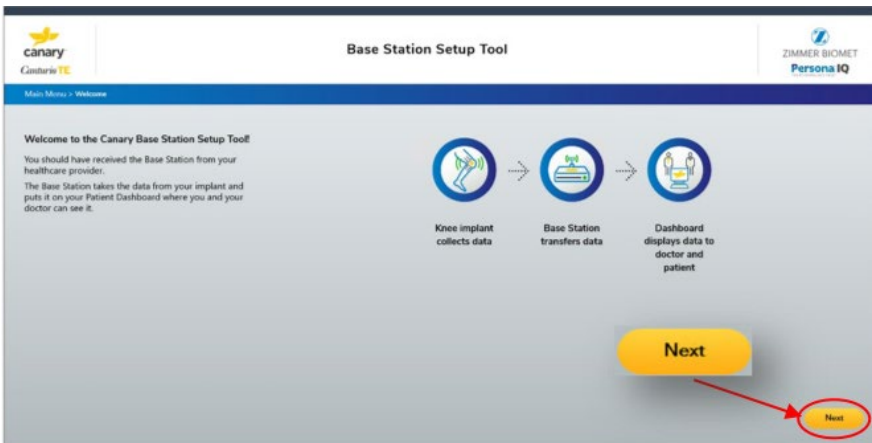 canary
Canturio TE
Base Station Setup Tool
ZIMMER BIOMET
Persona IQ
Main Menu > Welcome
Welcome to the Canary Base Station Setup Tool!
You should have received the Base Station from your
healthcare provider.
The Base Station takes the data from your implant and
puts it on your Patient Dashboard where you and your
doctor can see it.
Knee implant
collects data
Base Station
transfers data
Dashboard
displays data to
doctor and
patient
Next
Next